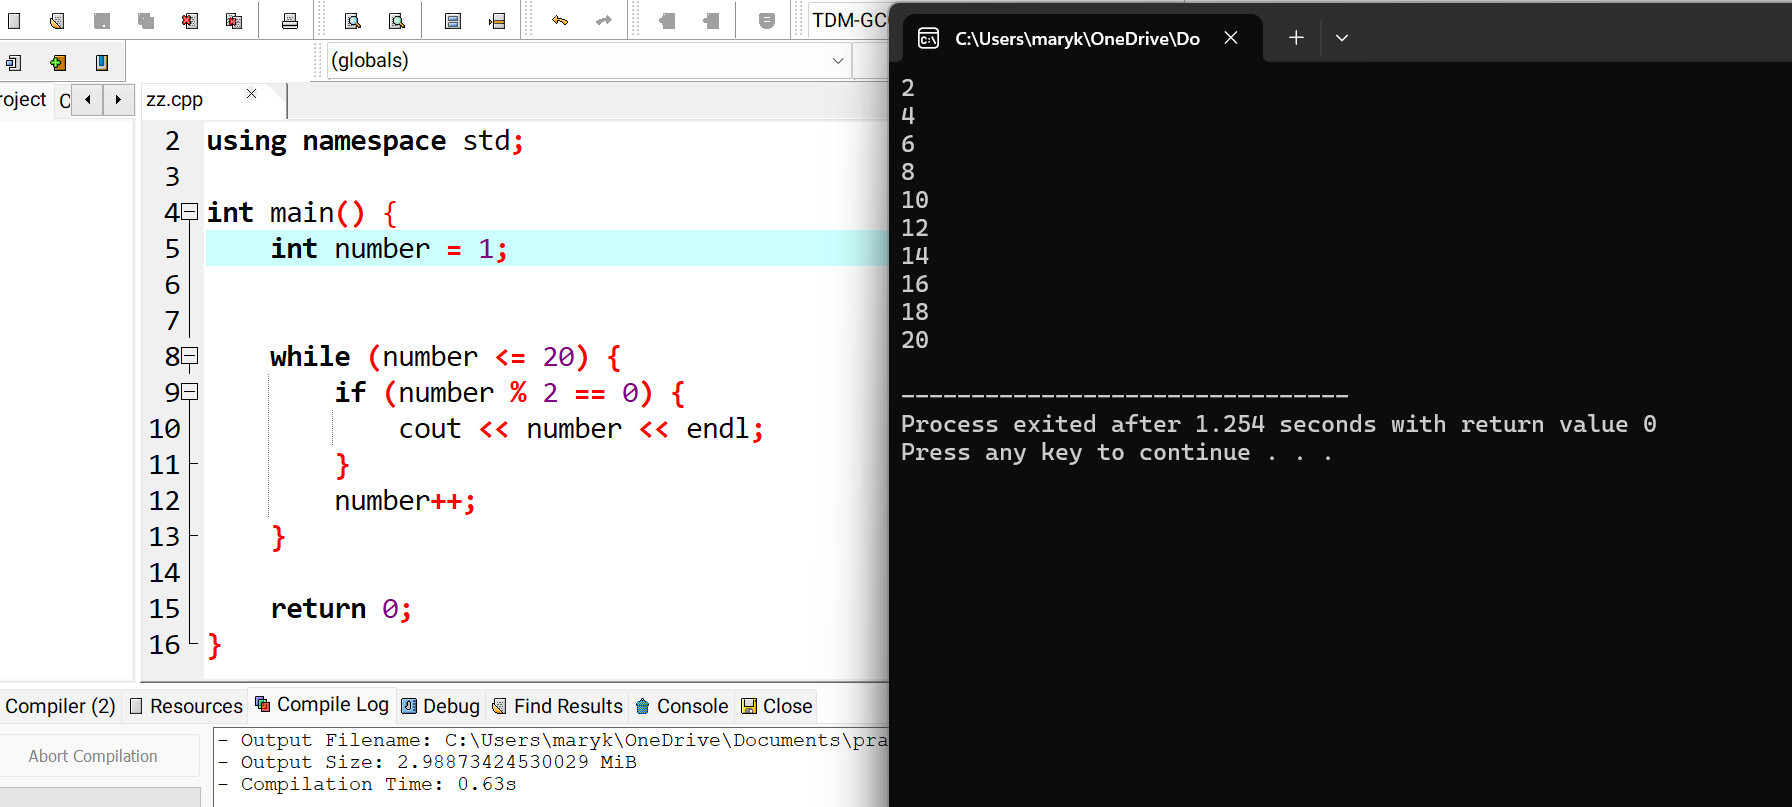 TDM-GC
(globals)
roject
zz.cpp
2 using namespace std;
3
4 int main() {
5 int number = 1;
6
7
8 while (number <= 20) {
9 if (number % 2 == 0) {
10 cout << number << endl;
11 }
12 number++;
13 }
14
15 return 0;
16 }
Compiler (2) Resources Compile Log Debug Find Results Console Close
Abort Compilation
- Output Filename: C:\Users\maryk\OneDrive\Documents\pra
- Output Size: 2.98873424530029 MiB
- Compilation Time: 0.63s
C:\Users\maryk\OneDrive\Do
2
4
6
8
10
12
14
16
18
20
--------------------------------
Process exited after 1.254 seconds with return value 0
Press any key to continue . . .